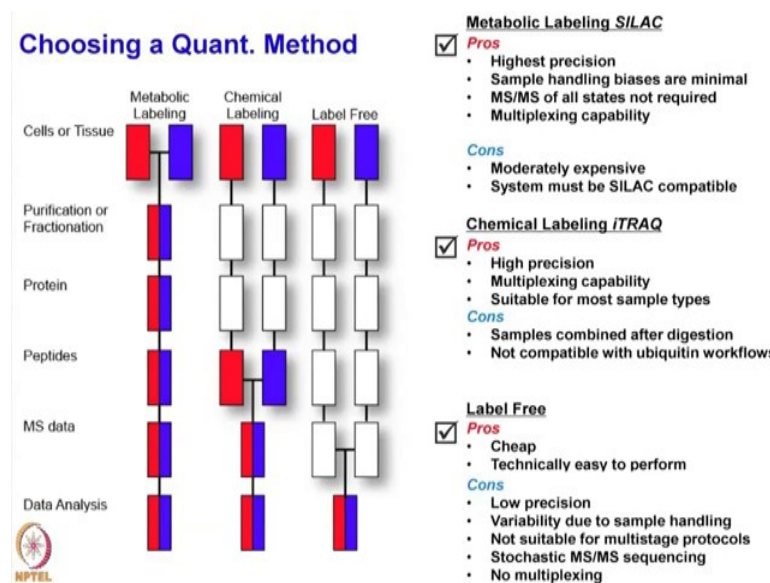 Choosing a Quant. Method
Metabolic
Labeling
Chemical
Labeling
Label Free
Cells or Tissue
Purification or
Fractionation
Protein
Peptides
MS data
Data Analysis
NPTEL
Metabolic Labeling SILAC
Pros
• Highest precision
• Sample handling biases are minimal
• MS/MS of all states not required
• Multiplexing capability
Cons
• Moderately expensive
• System must be SILAC compatible
Chemical Labeling iTRAQ
Pros
• High precision
• Multiplexing capability
• Suitable for most sample types
Cons
• Samples combined after digestion
• Not compatible with ubiquitin workflows
Label Free
Pros
• Cheap
• Technically easy to perform
Cons
• Low precision
• Variability due to sample handling
• Not suitable for multistage protocols
• Stochastic MS/MS sequencing
• No multiplexing